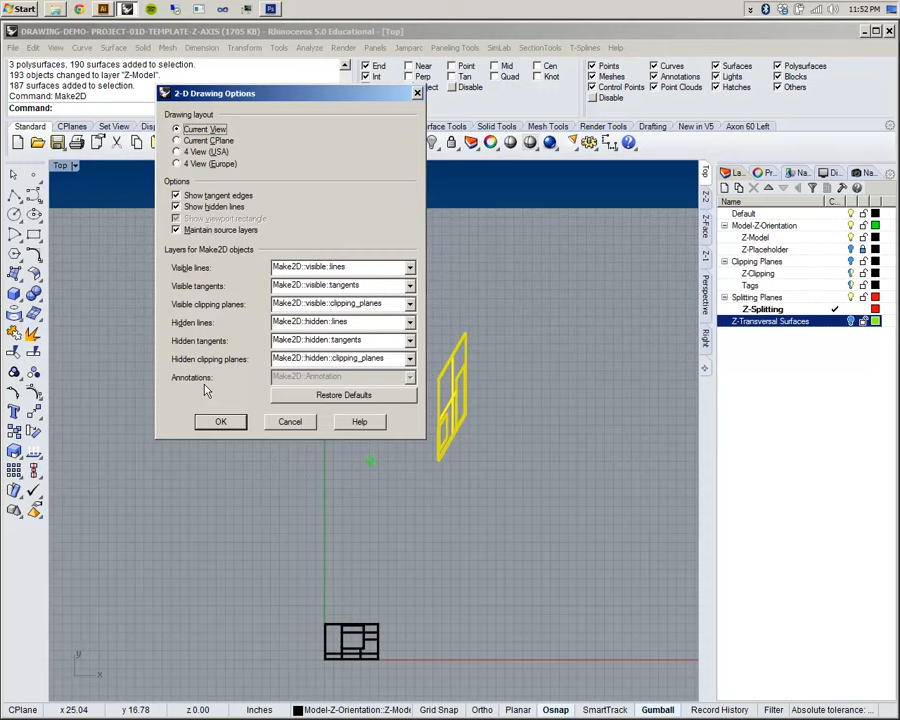 Start
11:52 PM
DRAWING-DEMO- PROJECT-01D-TEMPLATE-Z-AXIS (1705 KB) - Rhinoceros 5.0 Educational - [Top]
File Edit View Curve Surface Solid Mesh Dimension Transform Tools Analyze Render Panels Jamparc Paneling Tools SimLab SectionTools T-Splines Help
3 polysurfaces, 190 surfaces added to selection.
193 objects changed to layer "Z-Model".
187 surfaces added to selection.
Command: Make2D
Command:
End Near Point Mid Cen
Int Perp Tan Quad Knot
Disable
Points Curves Surfaces Polysurfaces
Meshes Annotations Lights Blocks
Control Points Point Clouds Hatches Others
Disable
Standard CPlanes Set View
Tools Solid Tools Mesh Tools Render Tools Drafting New in V5 Axon 60 Left
Top
2-D Drawing Options
Drawing layout
Current View
Current CPlane
4 View (USA)
4 View (Europe)
Options
Show tangent edges
Show hidden lines
Show viewport rectangle
Maintain source layers
Layers for Make2D objects
Visible lines: Make2D::visible::lines
Visible tangents: Make2D::visible::tangents
Visible clipping planes: Make2D::visible::clipping_planes
Hidden lines: Make2D::hidden::lines
Hidden tangents: Make2D::hidden::tangents
Hidden clipping planes: Make2D::hidden::clipping_planes
Annotations: Make2D::Annotation
Restore Defaults
OK Cancel Help
Top
Z-2
Z-Face
Z-1
Perspective
Right
La... Pr... Na... Di... Na...
Name C...
Default
Model-Z-Orientation
Z-Model
Z-Placeholder
Clipping Planes
Z-Clipping
Tags
Splitting Planes
Z-Splitting
Z-Transversal Surfaces
y
x
CPlane x 25.04 y 16.78 z 0.00 Inches Model-Z-Orientation::Z-Mode Grid Snap Ortho Planar Osnap SmartTrack Gumball Record History Filter Absolute tolerance: ...